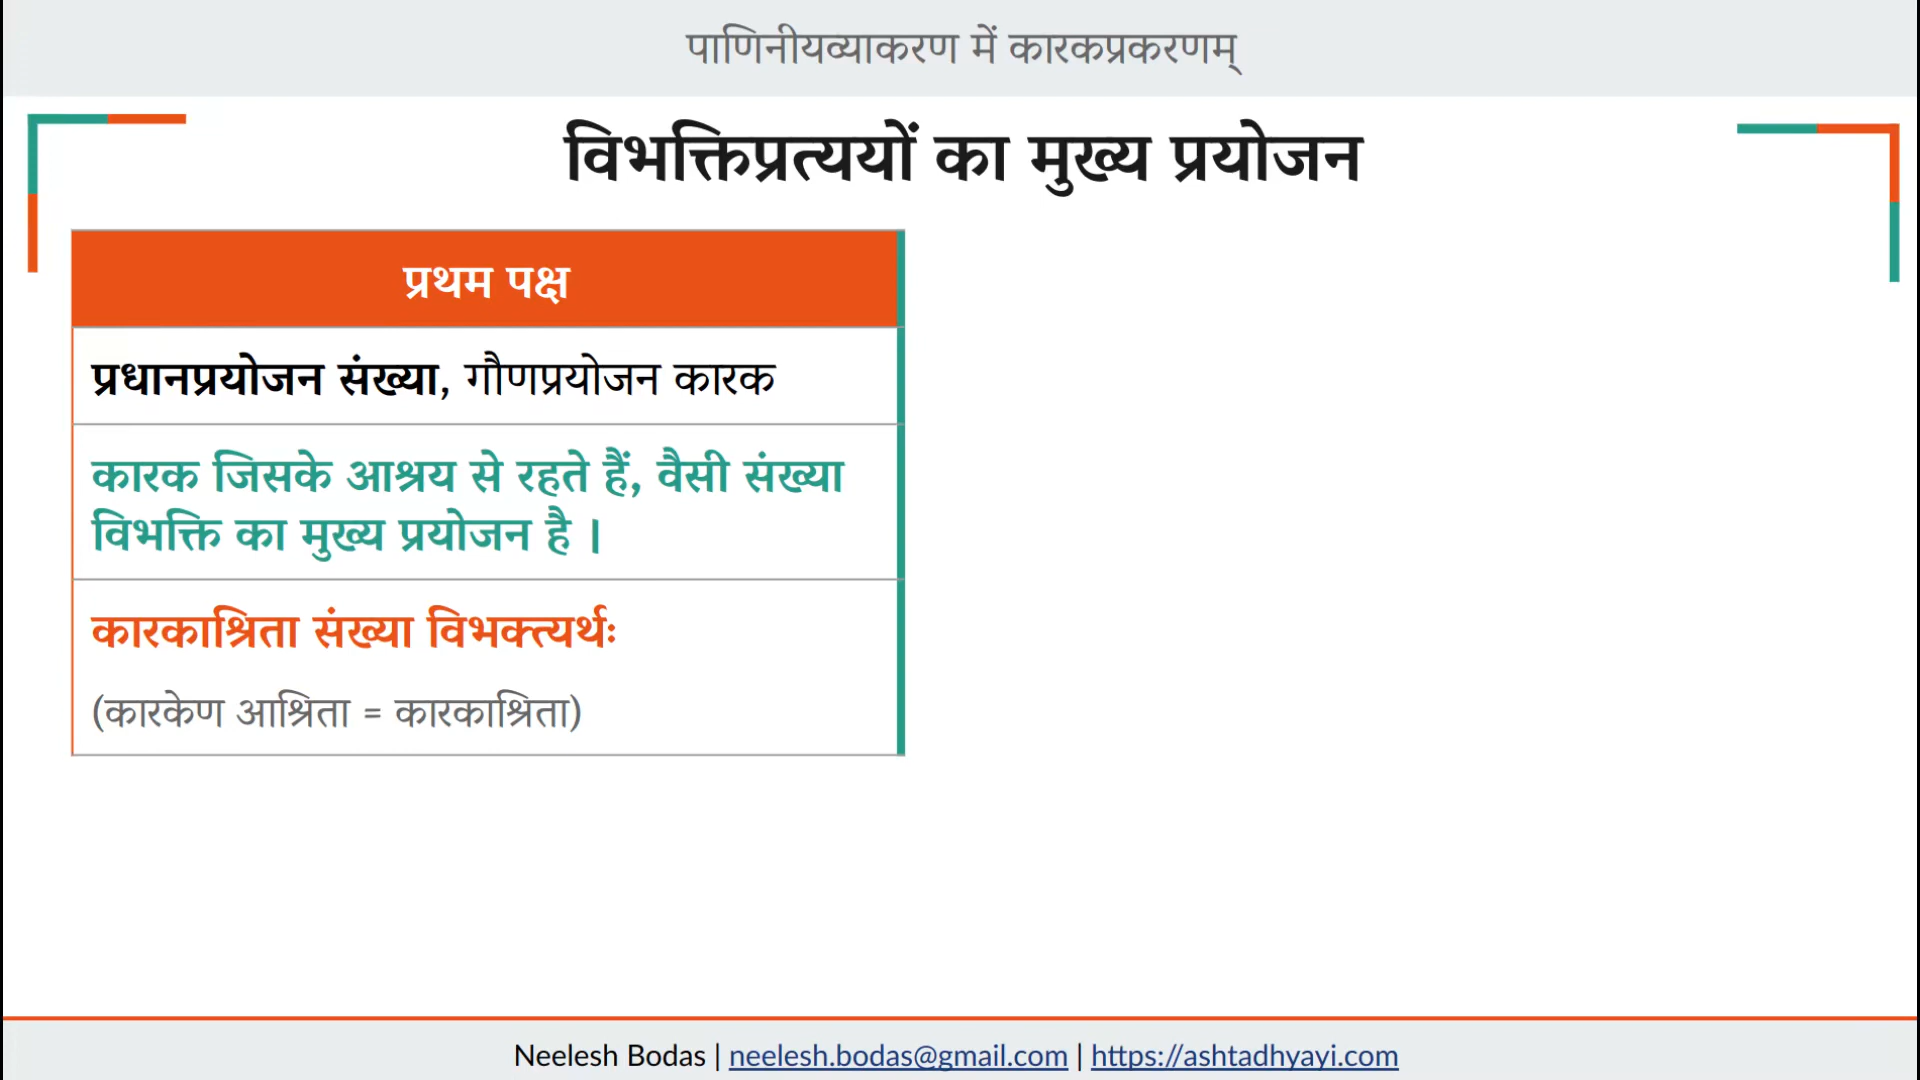 पाणिनीयव्याकरण में कारकप्रकरणम्
विभक्तिप्रत्ययों का मुख्य प्रयोजन
प्रथम पक्ष
प्रधानप्रयोजन संख्या, गौणप्रयोजन कारक
कारक जिसके आश्रय से रहते हैं, वैसी संख्या
विभक्ति का मुख्य प्रयोजन है ।
कारकाश्रिता संख्या विभक्त्यर्थः
(कारकेण आश्रिता = कारकाश्रिता)
Neelesh Bodas | neelesh.bodas@gmail.com | https://ashtadhyayi.com